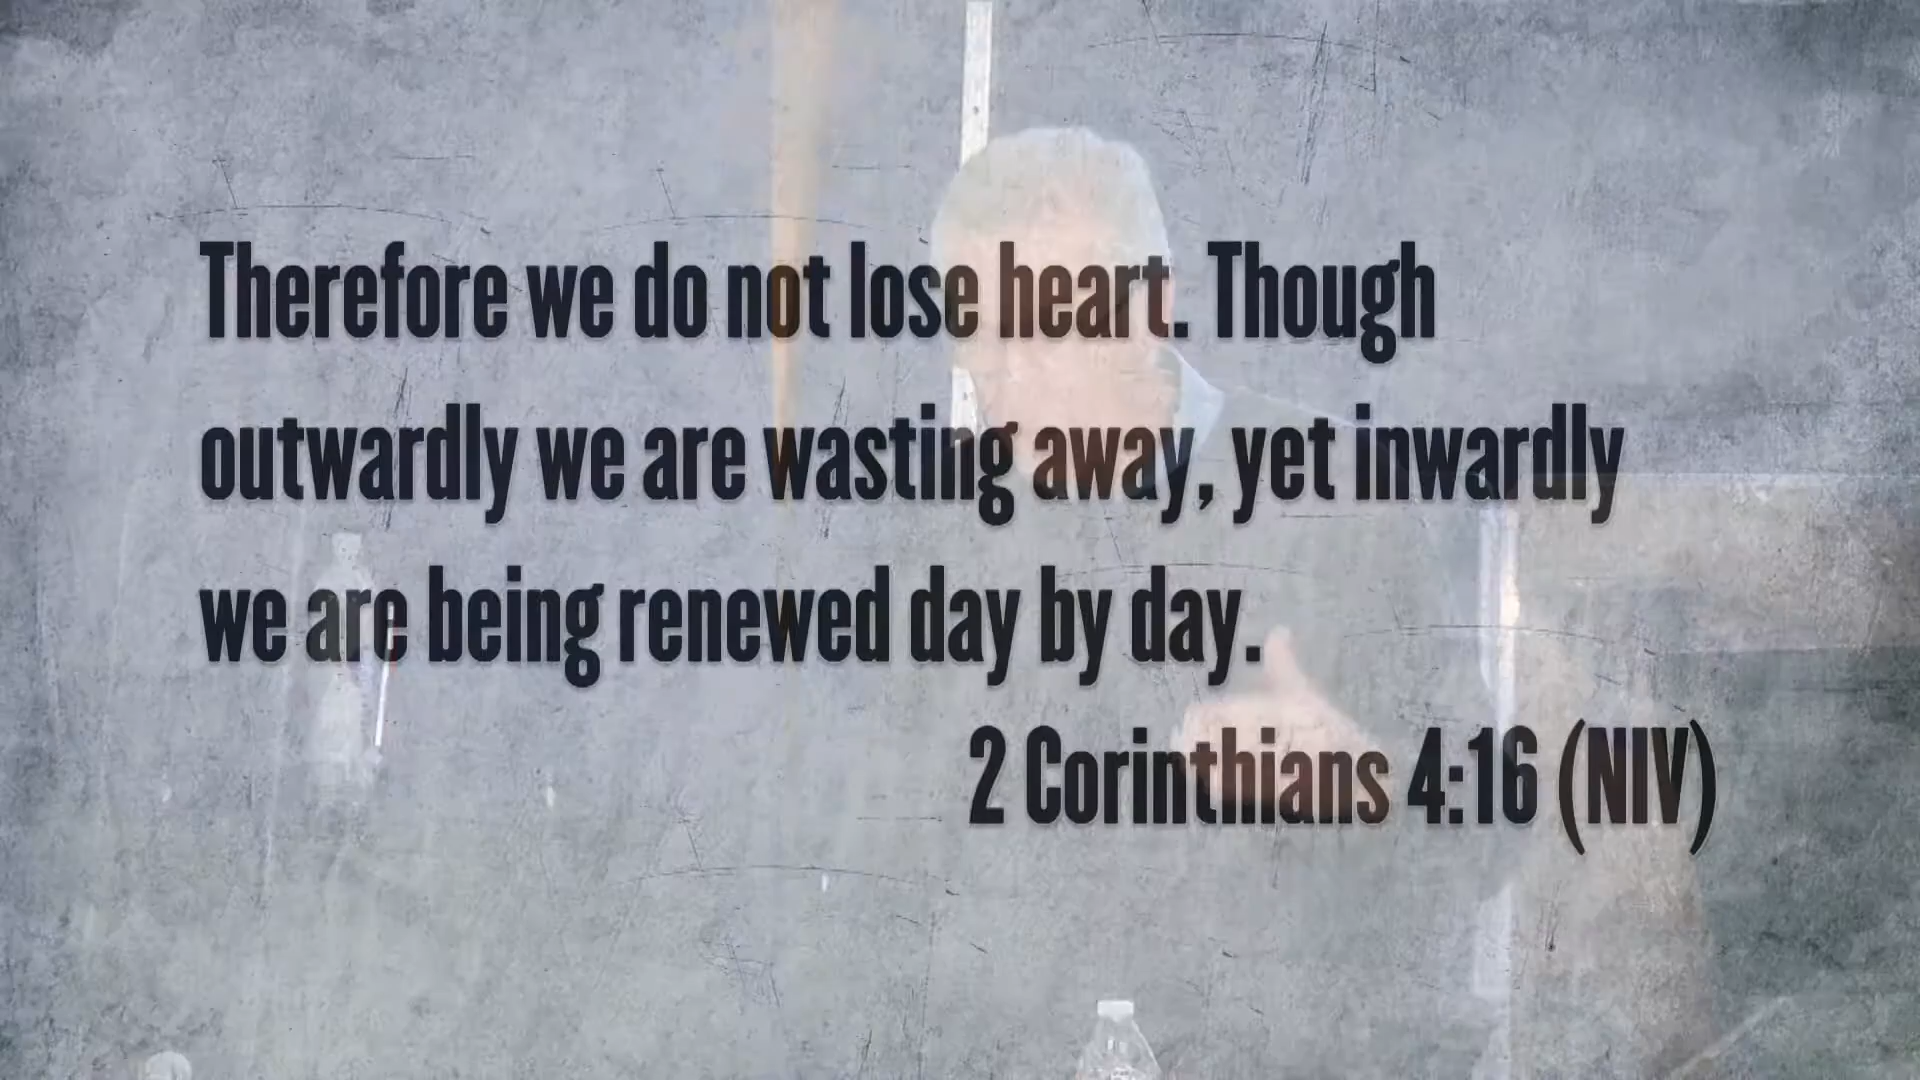 Therefore we do not lose heart. Though
outwardly we are wasting away, yet inwardly
we are being renewed day by day.
2 Corinthians 4:16 (NIV)